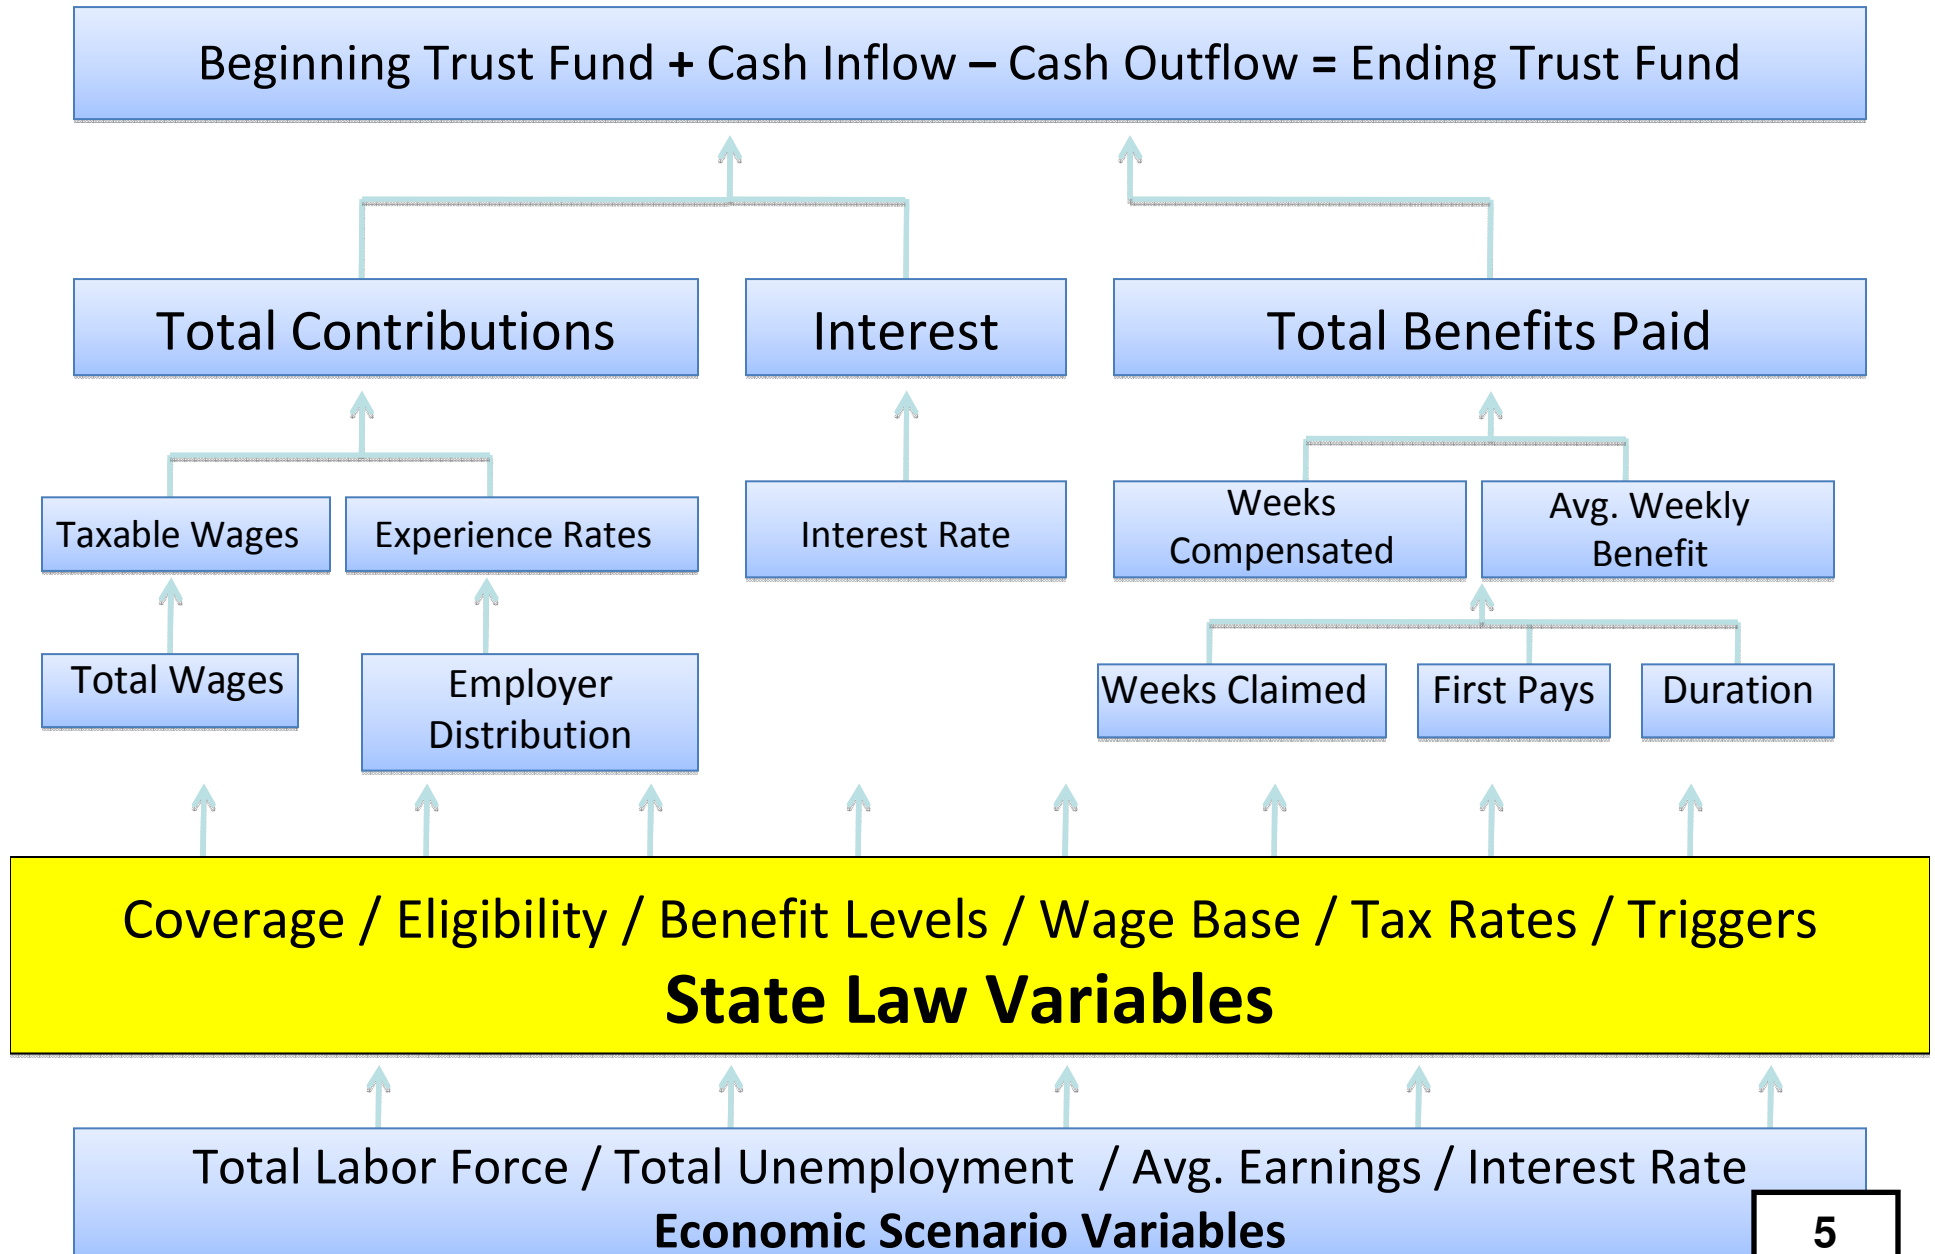 Beginning Trust Fund + Cash Inflow – Cash Outflow = Ending Trust Fund
Total Contributions
Interest
Total Benefits Paid
Taxable Wages
Experience Rates
Interest Rate
Weeks
Compensated
Avg. Weekly
Benefit
Total Wages
Employer
Distribution
Weeks Claimed
First Pays
Duration
Coverage / Eligibility / Benefit Levels / Wage Base / Tax Rates / Triggers
State Law Variables
Total Labor Force / Total Unemployment / Avg. Earnings / Interest Rate
Economic Scenario Variables
5